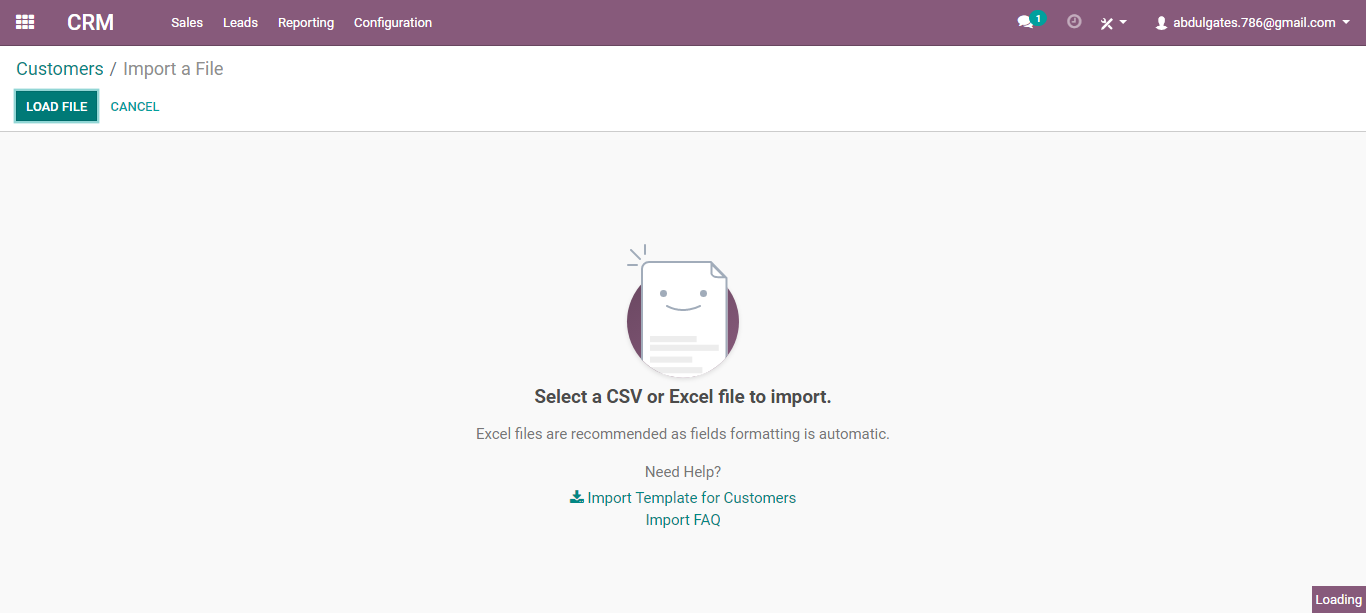 CRM Sales Leads Reporting Configuration 1 abdulgates.786@gmail.com
Customers / Import a File
LOAD FILE CANCEL
Select a CSV or Excel file to import.
Excel files are recommended as fields formatting is automatic.
Need Help?
Import Template for Customers
Import FAQ
Loading